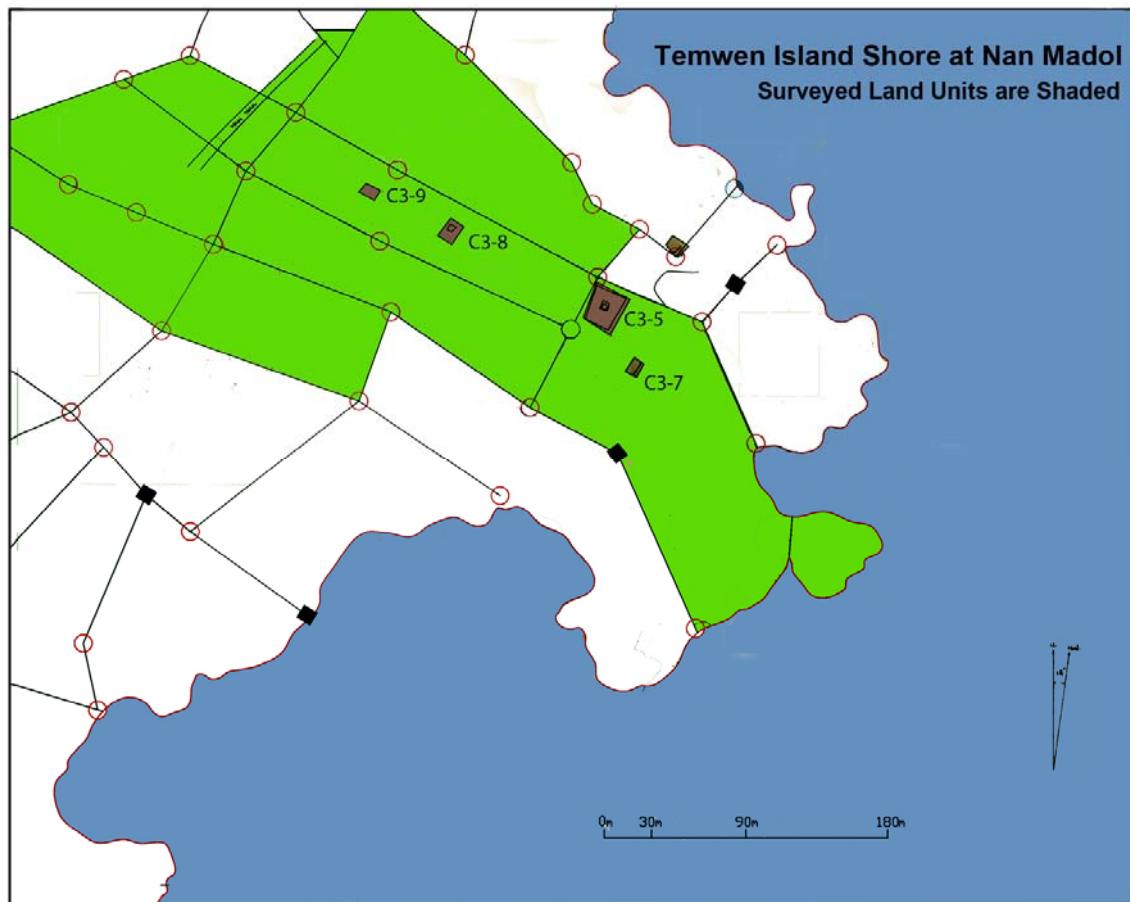 Temwen Island Shore at Nan Madol
Surveyed Land Units are Shaded
C3-9
C3-8
C3-5
C3-7
0m 30m 90m 180m